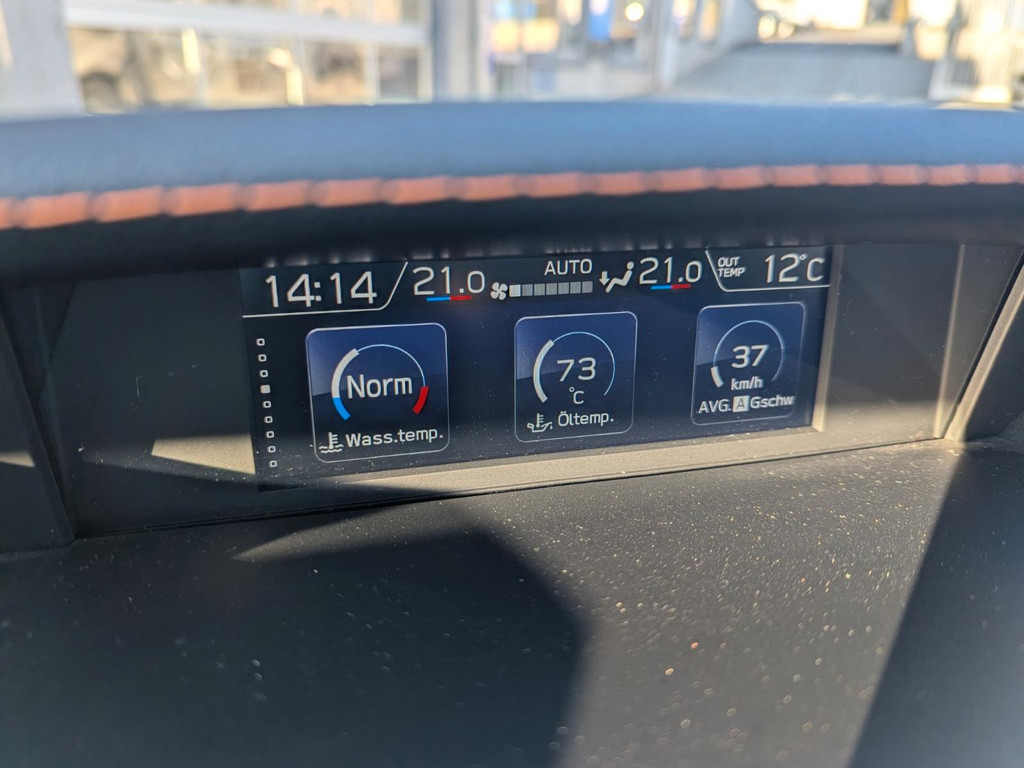 14:14
21.0
AUTO
21.0
OUT
TEMP
12°C
Norm
Wass.temp.
73
°C
Öltemp.
37
km/h
AVG. A Gschw